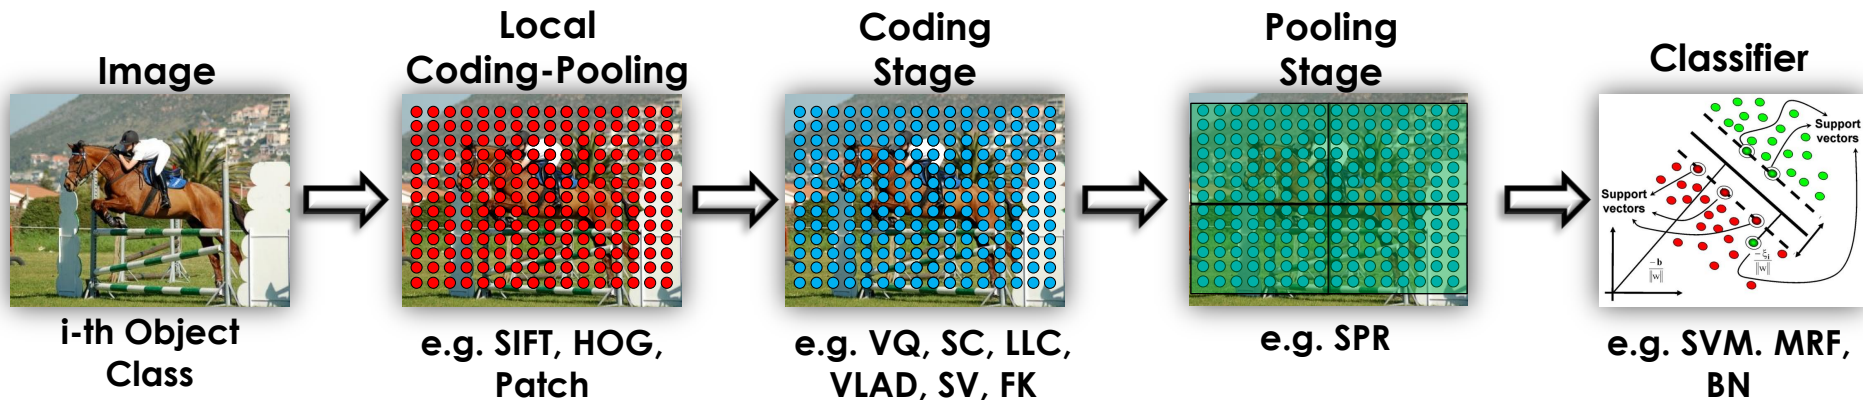 Image
i-th Object
Class
Local
Coding-Pooling
e.g. SIFT, HOG,
Patch
Coding
Stage
e.g. VQ, SC, LLC,
VLAD, SV, FK
Pooling
Stage
e.g. SPR
Classifier
Support
vectors
Support
vectors
-b
||w||
-ξi
||w||
e.g. SVM. MRF,
BN